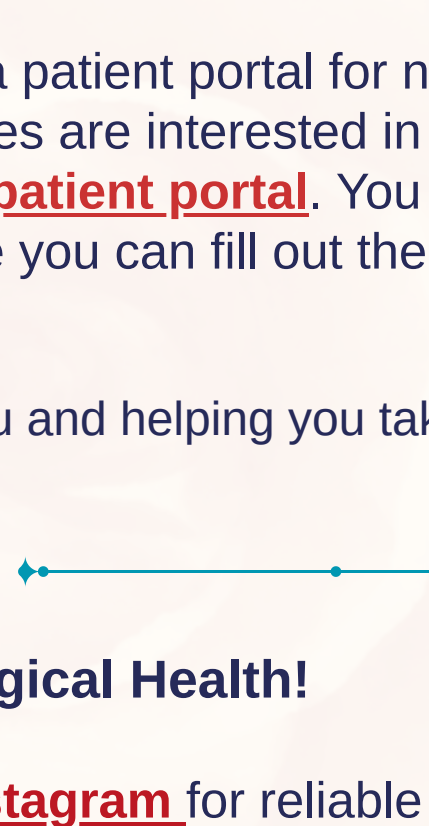 a patient portal for n
es are interested in
patient portal. You
e you can fill out the
u and helping you tak
gical Health!
stagram for reliable